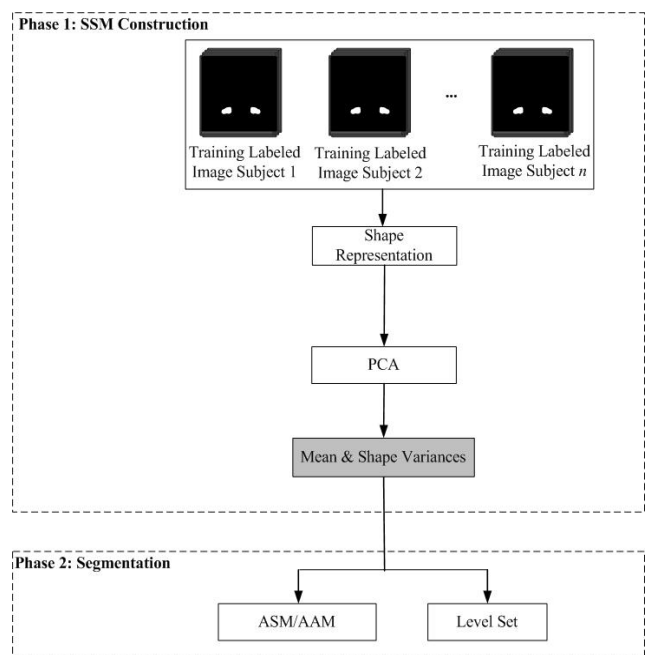 Phase 1: SSM Construction
...
Training Labeled
Image Subject 1
Training Labeled
Image Subject 2
Training Labeled
Image Subject n
Shape
Representation
PCA
Mean & Shape Variances
Phase 2: Segmentation
ASM/AAM
Level Set